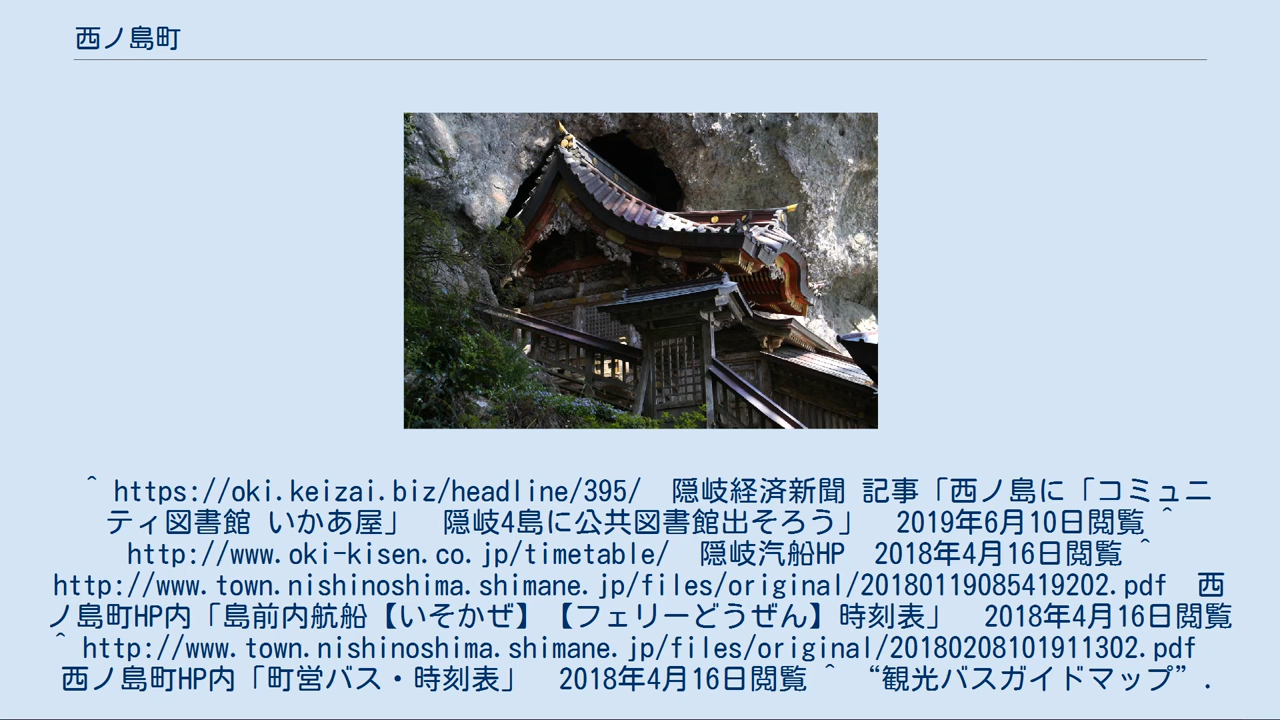 西ノ島町
^ https://oki.keizai.biz/headline/395/　隠岐経済新聞 記事「西ノ島に「コミュニ
ティ図書館 いかあ屋」　隠岐4島に公共図書館出そろう」　2019年6月10日閲覧 ^
http://www.oki-kisen.co.jp/timetable/　隠岐汽船HP　2018年4月16日閲覧 ^
http://www.town.nishinoshima.shimane.jp/files/original/20180119085419202.pdf　西
ノ島町HP内「島前内航船【いそかぜ】【フェリーどうぜん】時刻表」　2018年4月16日閲覧
^ http://www.town.nishinoshima.shimane.jp/files/original/20180208101911302.pdf
西ノ島町HP内「町営バス・時刻表」　2018年4月16日閲覧 ^　“観光バスガイドマップ”.